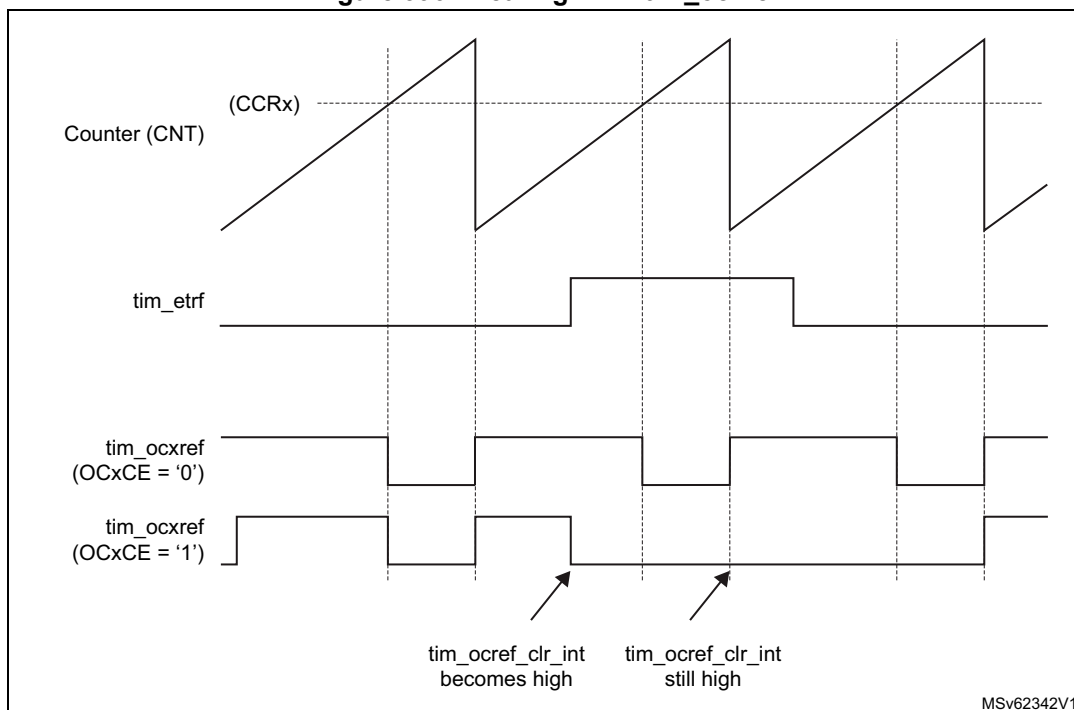 (CCRx)
Counter (CNT)
tim_etrf
tim_ocxref
(OCxCE = ‘0’)
tim_ocxref
(OCxCE = ‘1’)
tim_ocref_clr_int
becomes high
tim_ocref_clr_int
still high
MSv62342V1